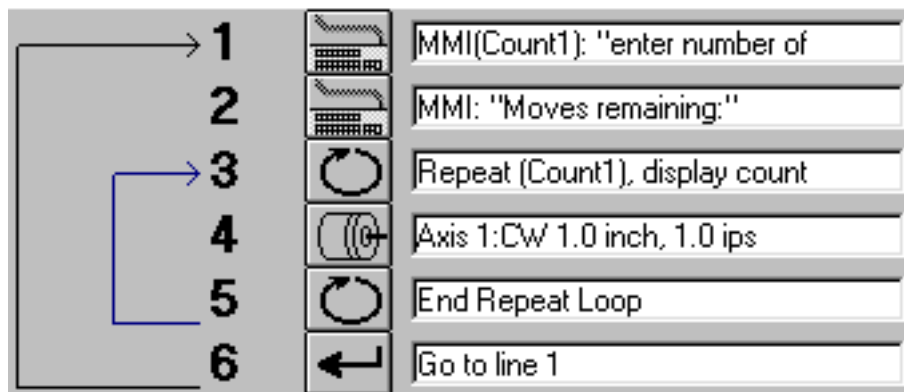 1 MMI(Count1): "enter number of
2 MMI: "Moves remaining:"
3 Repeat (Count1), display count
4 Axis 1:CW 1.0 inch, 1.0 ips
5 End Repeat Loop
6 Go to line 1